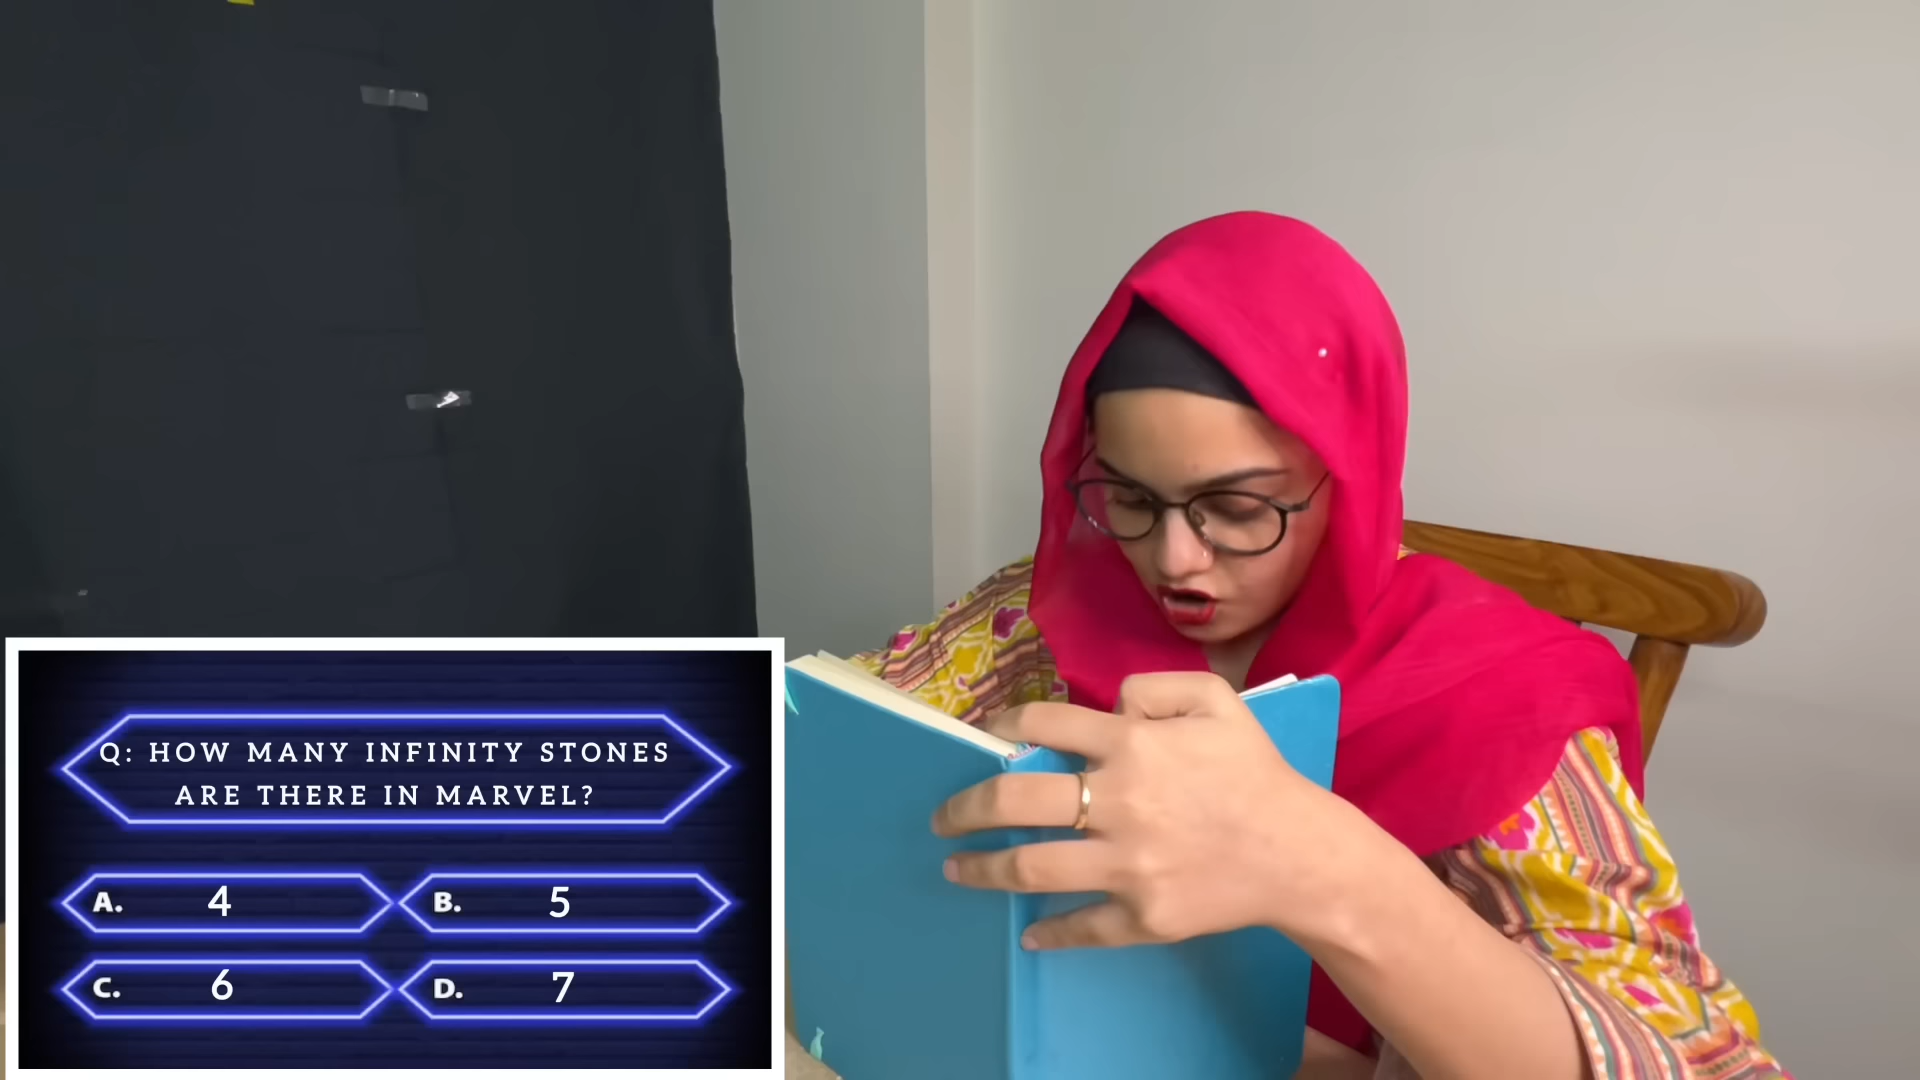 Q: HOW MANY INFINITY STONES
ARE THERE IN MARVEL?
A. 4
B. 5
C. 6
D. 7